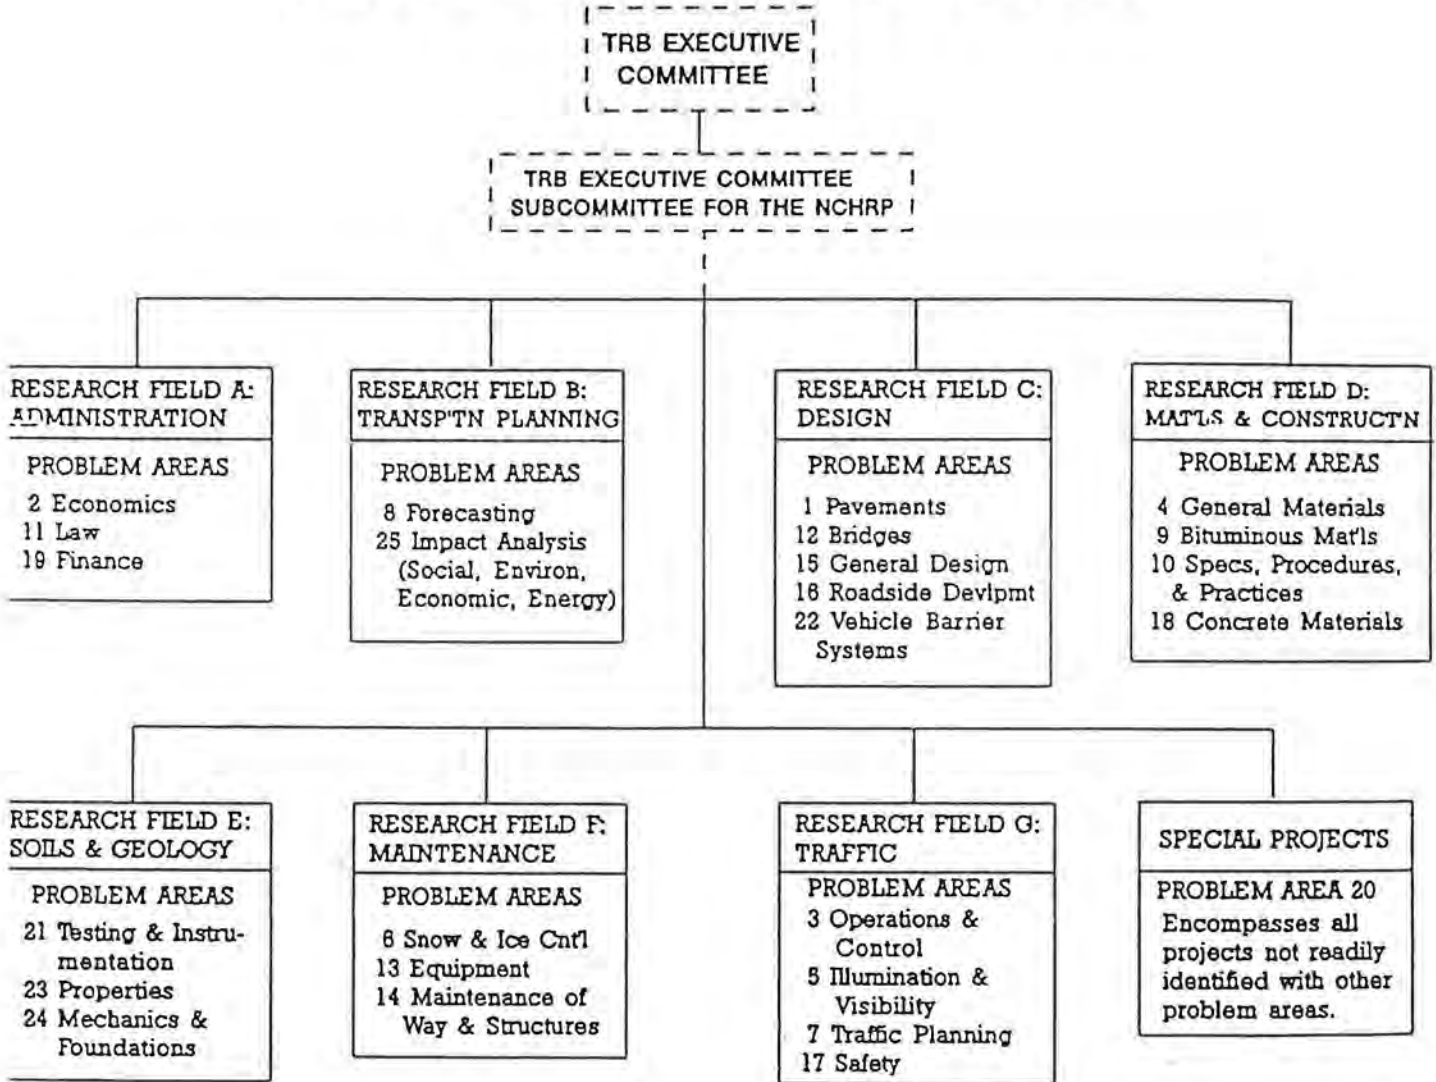 TRB EXECUTIVE
COMMITTEE
TRB EXECUTIVE COMMITTEE
SUBCOMMITTEE FOR THE NCHRP
RESEARCH FIELD A:
ADMINISTRATION
PROBLEM AREAS
2 Economics
11 Law
19 Finance
RESEARCH FIELD B:
TRANSP'TN PLANNING
PROBLEM AREAS
8 Forecasting
25 Impact Analysis
(Social, Environ,
Economic, Energy)
RESEARCH FIELD C:
DESIGN
PROBLEM AREAS
1 Pavements
12 Bridges
15 General Design
16 Roadside Devlpmt
22 Vehicle Barrier
Systems
RESEARCH FIELD D:
MAT'LS & CONSTRUCT'N
PROBLEM AREAS
4 General Materials
9 Bituminous Mat'ls
10 Specs, Procedures,
& Practices
18 Concrete Materials
RESEARCH FIELD E:
SOILS & GEOLOGY
PROBLEM AREAS
21 Testing & Instru-
mentation
23 Properties
24 Mechanics &
Foundations
RESEARCH FIELD F:
MAINTENANCE
PROBLEM AREAS
6 Snow & Ice Cnt'l
13 Equipment
14 Maintenance of
Way & Structures
RESEARCH FIELD G:
TRAFFIC
PROBLEM AREAS
3 Operations &
Control
5 Illumination &
Visibility
7 Traffic Planning
17 Safety
SPECIAL PROJECTS
PROBLEM AREA 20
Encompasses all
projects not readily
identified with other
problem areas.